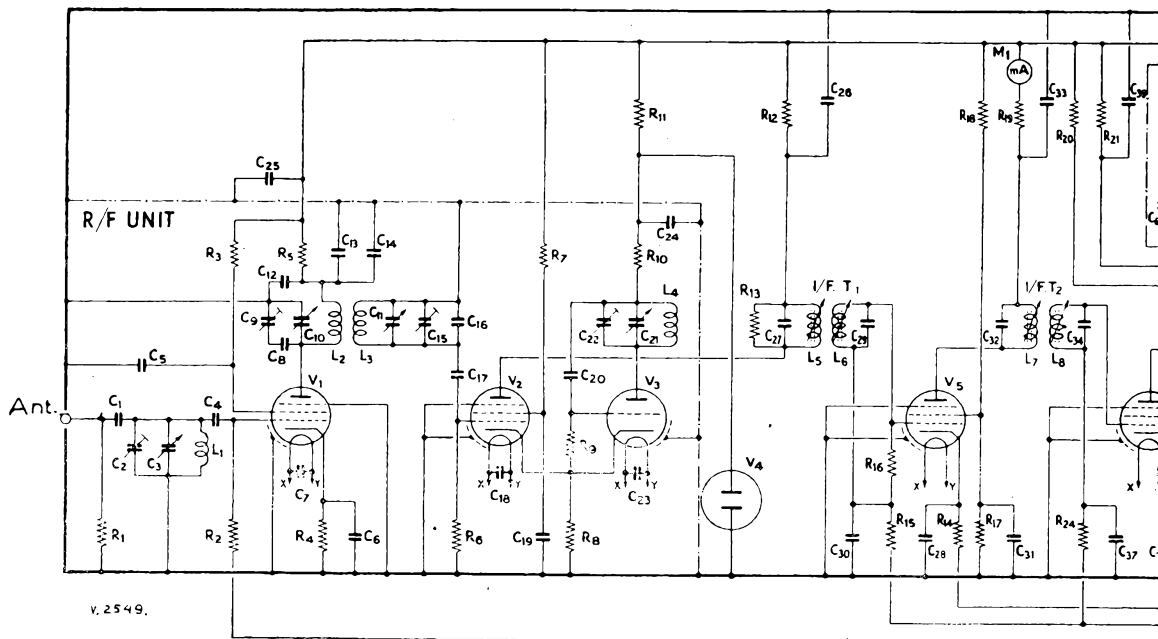 C26
C33
M1
mA
C39
R11
R12
R18
R19
R20
R21
C25
R/F UNIT
R3
R5
C13
C14
C24
R7
R10
C12
L4
R13
I/F. T1
I/F. T2
C9
C10
C11
C15
C16
C22
C21
C27
C29
C32
C34
C8
L2
L3
L5
L6
L7
L8
C5
C17
C20
V1
V2
V3
V5
Ant.
C1
C4
C2
C3
L1
R9
V4
R16
X
C7
Y
X
C18
Y
X
C23
Y
X
Y
X
Y
R1
R2
R4
C6
R6
C19
R8
C30
R15
C28
R14
R17
C31
R24
C37
V. 2549.